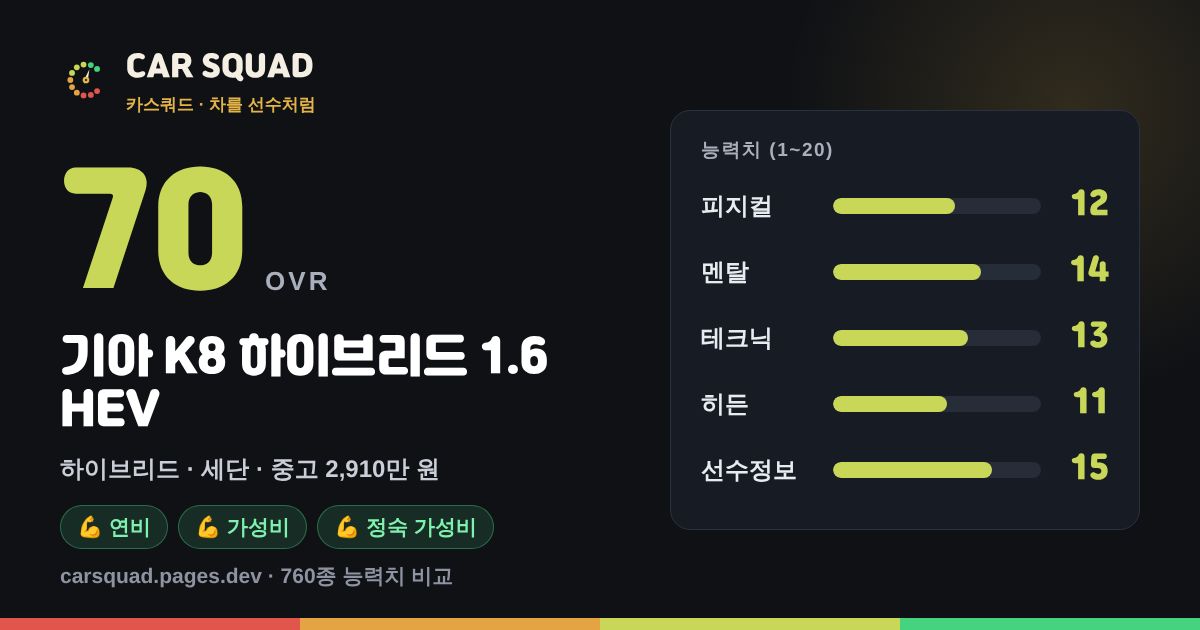 CAR SQUAD
카스쿼드 · 차를 선수처럼
70 OVR
기아 K8 하이브리드 1.6
HEV
하이브리드 · 세단 · 중고 2,910만 원
💪 연비 💪 가성비 💪 정숙 가성비
carsquad.pages.dev · 760종 능력치 비교
능력치 (1~20)
피지컬 12
멘탈 14
테크닉 13
히든 11
선수정보 15